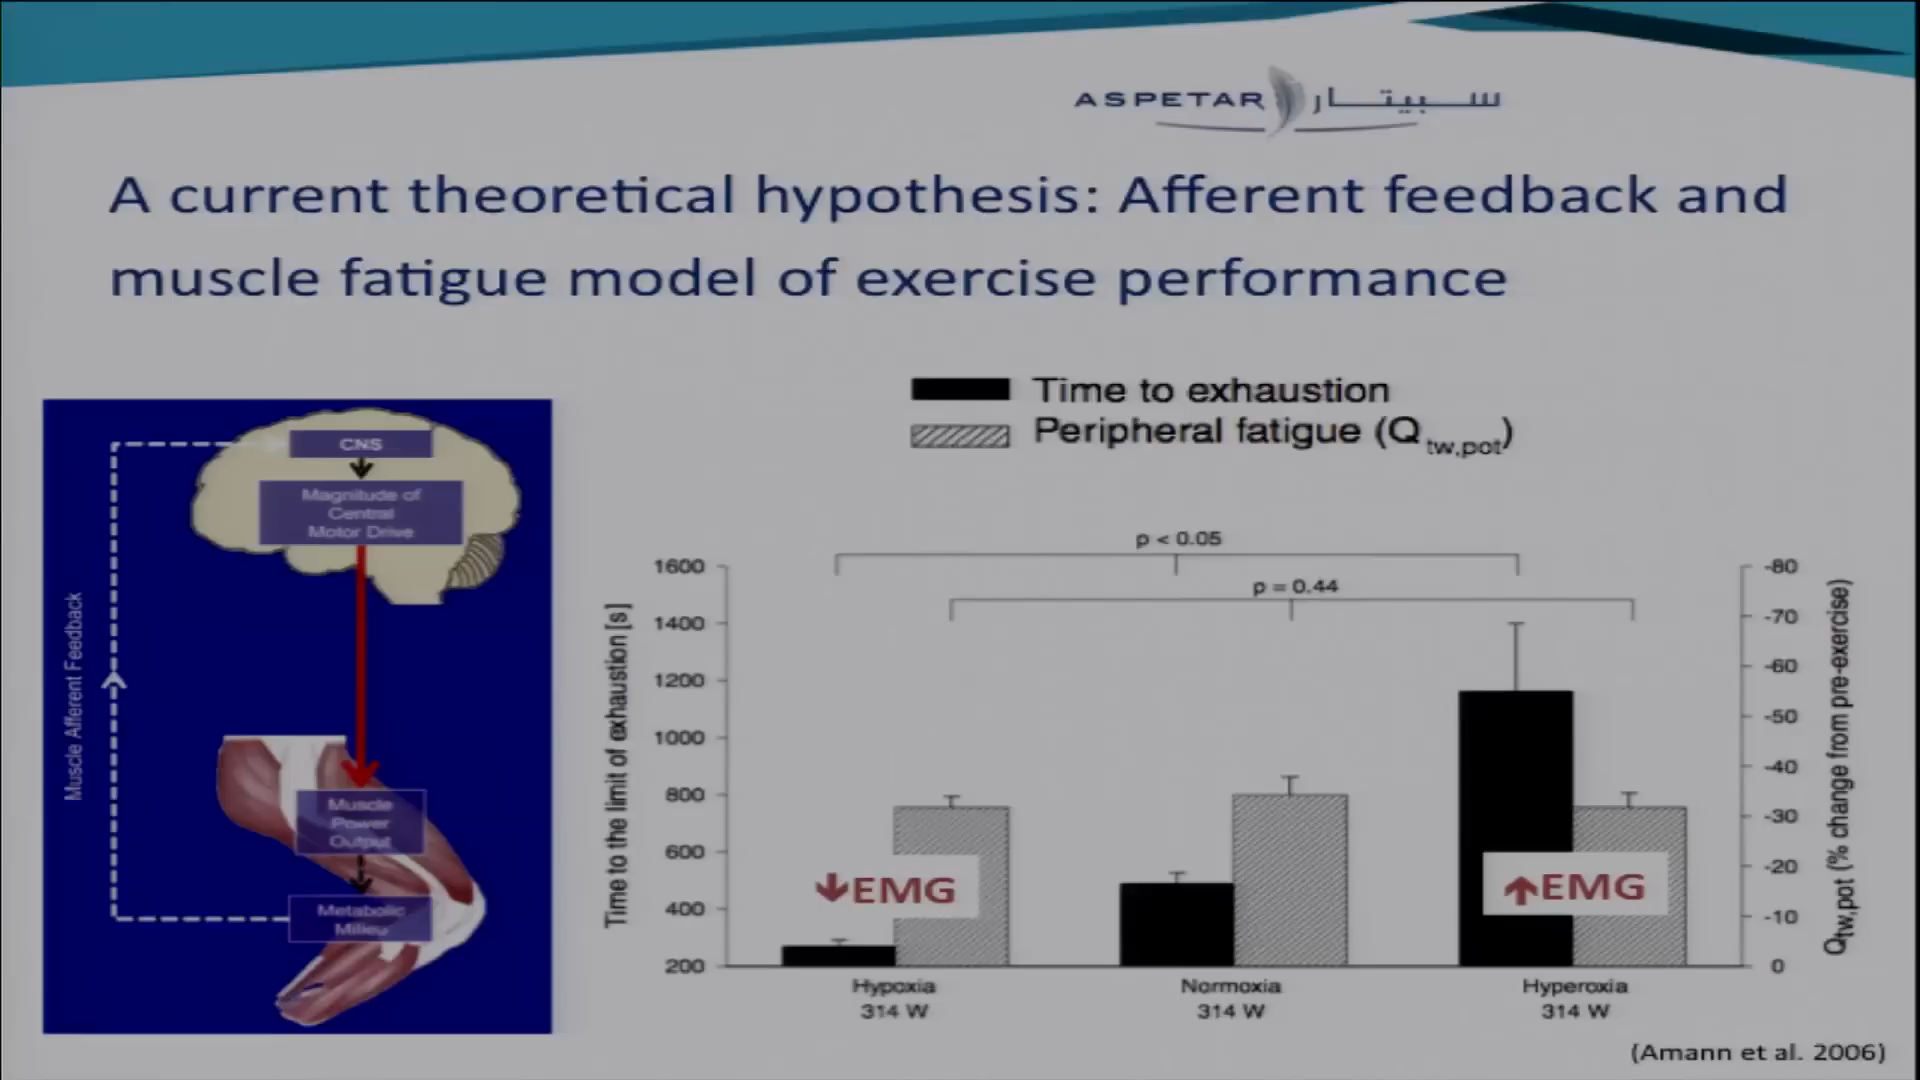 ASPETAR سبيتار
A current theoretical hypothesis: Afferent feedback and
muscle fatigue model of exercise performance
CNS
Magnitude of
Central
Motor Drive
Muscle Afferent Feedback
Muscle
Power
Output
Metabolic
Milieu
Time to exhaustion
Peripheral fatigue (Qtw,pot)
p < 0.05
p = 0.44
Time to the limit of exhaustion [s]
1600
1400
1200
1000
800
600
400
200
↓EMG
↑EMG
-80
-70
-60
-50
-40
-30
-20
-10
0
Qtw,pot (% change from pre-exercise)
Hypoxia
314 W
Normoxia
314 W
Hyperoxia
314 W
(Amann et al. 2006)